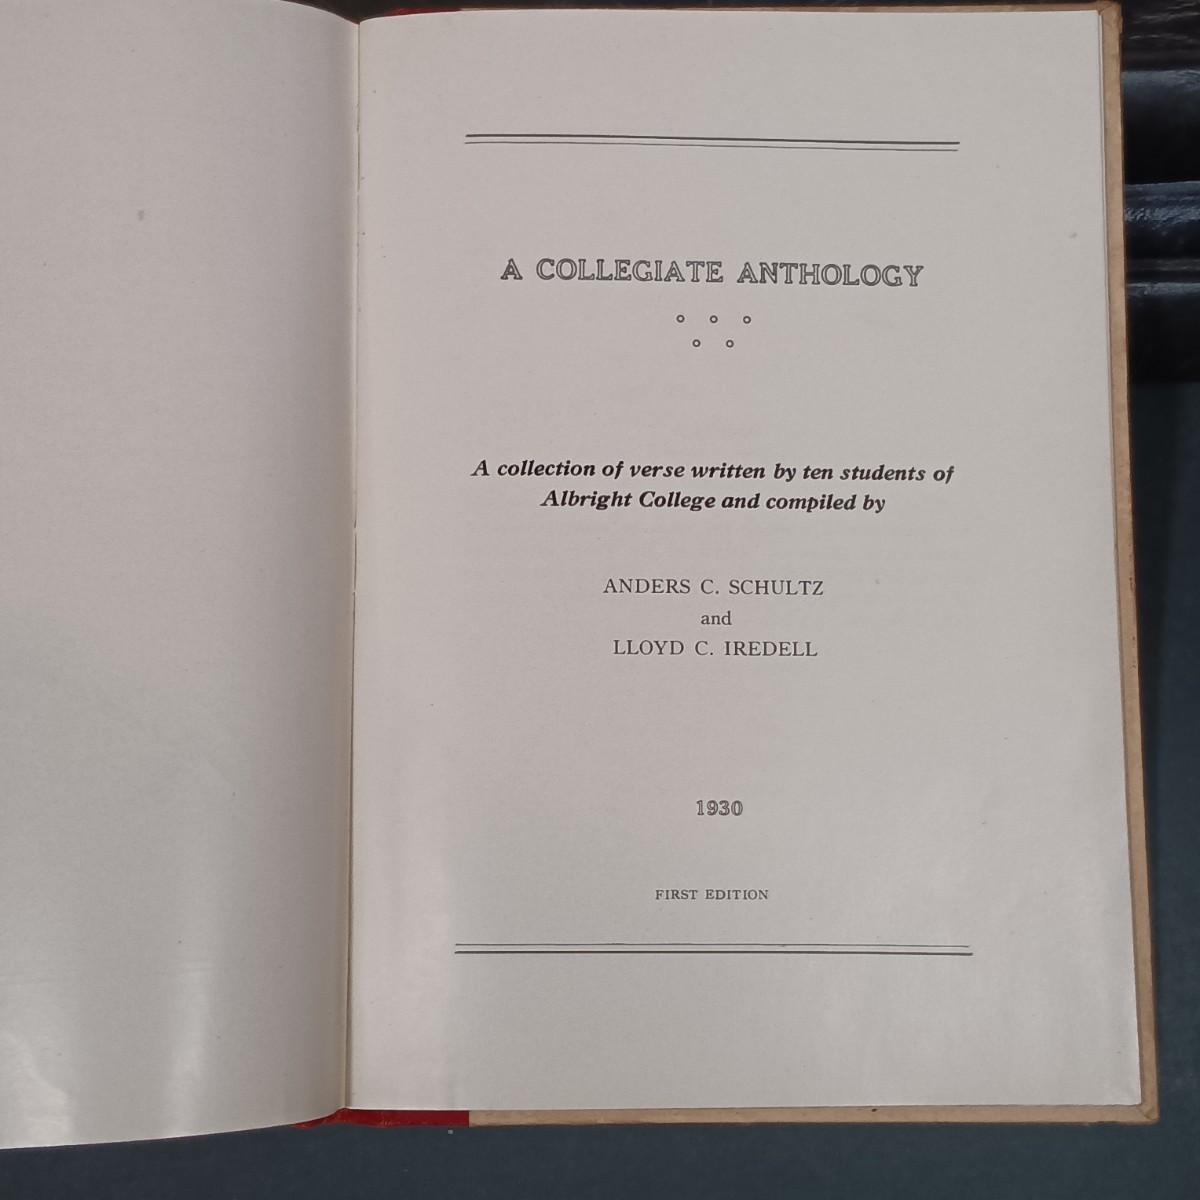 A COLLEGIATE ANTHOLOGY
A collection of verse written by ten students of
Albright College and compiled by
ANDERS C. SCHULTZ
and
LLOYD C. IREDELL
1930
FIRST EDITION